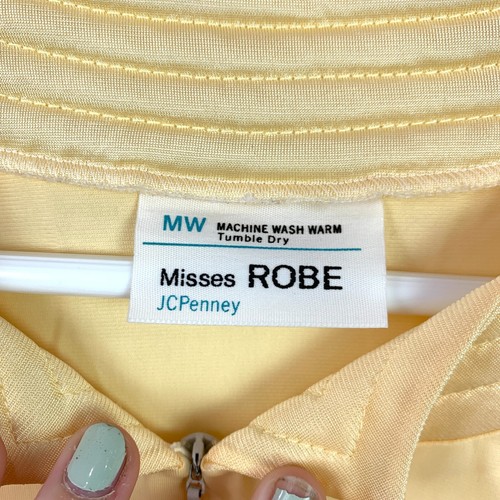 MW MACHINE WASH WARM
Tumble Dry
Misses ROBE
JCPenney